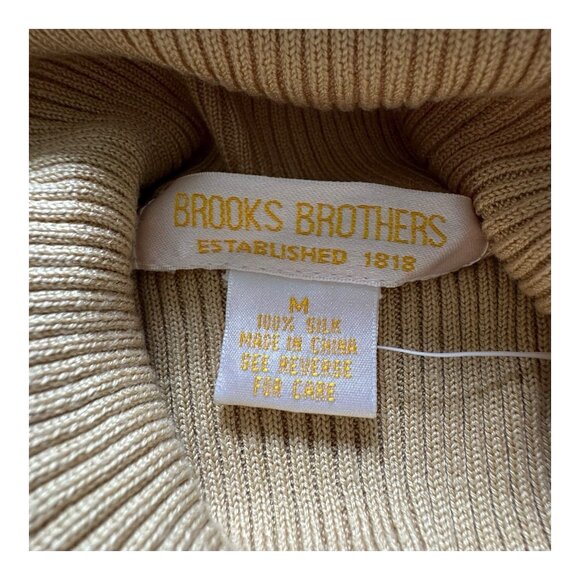 BROOKS BROTHERS
ESTABLISHED 1818
M
100% SILK
MADE IN CHINA
SEE REVERSE
FOR CARE